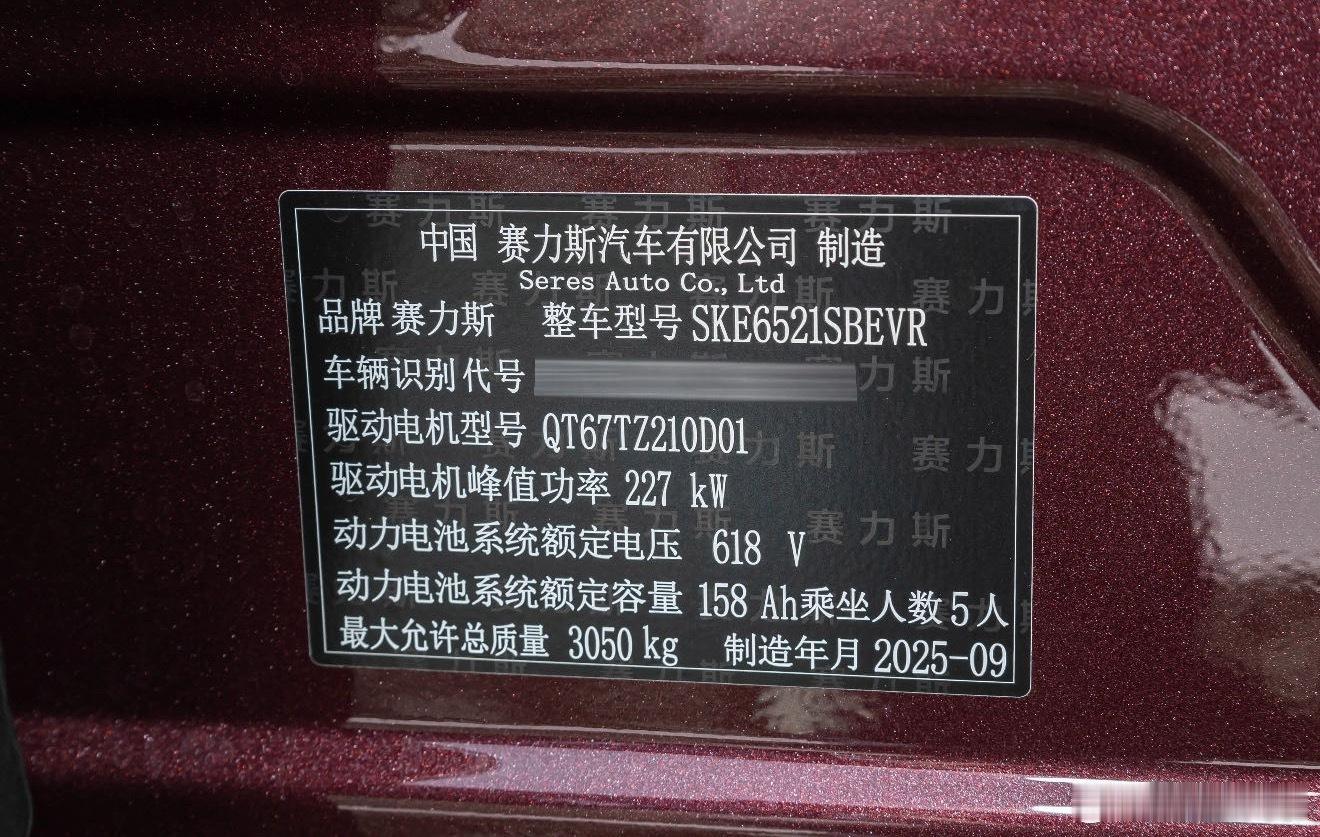 中国 赛力斯汽车有限公司 制造
Seres Auto Co., Ltd
品牌 赛力斯 整车型号 SKE6521SBEVR
车辆识别代号
驱动电机型号 QT67TZ210D01
驱动电机峰值功率 227 kW
动力电池系统额定电压 618 V
动力电池系统额定容量 158 Ah 乘坐人数 5 人
最大允许总质量 3050 kg 制造年月 2025-09